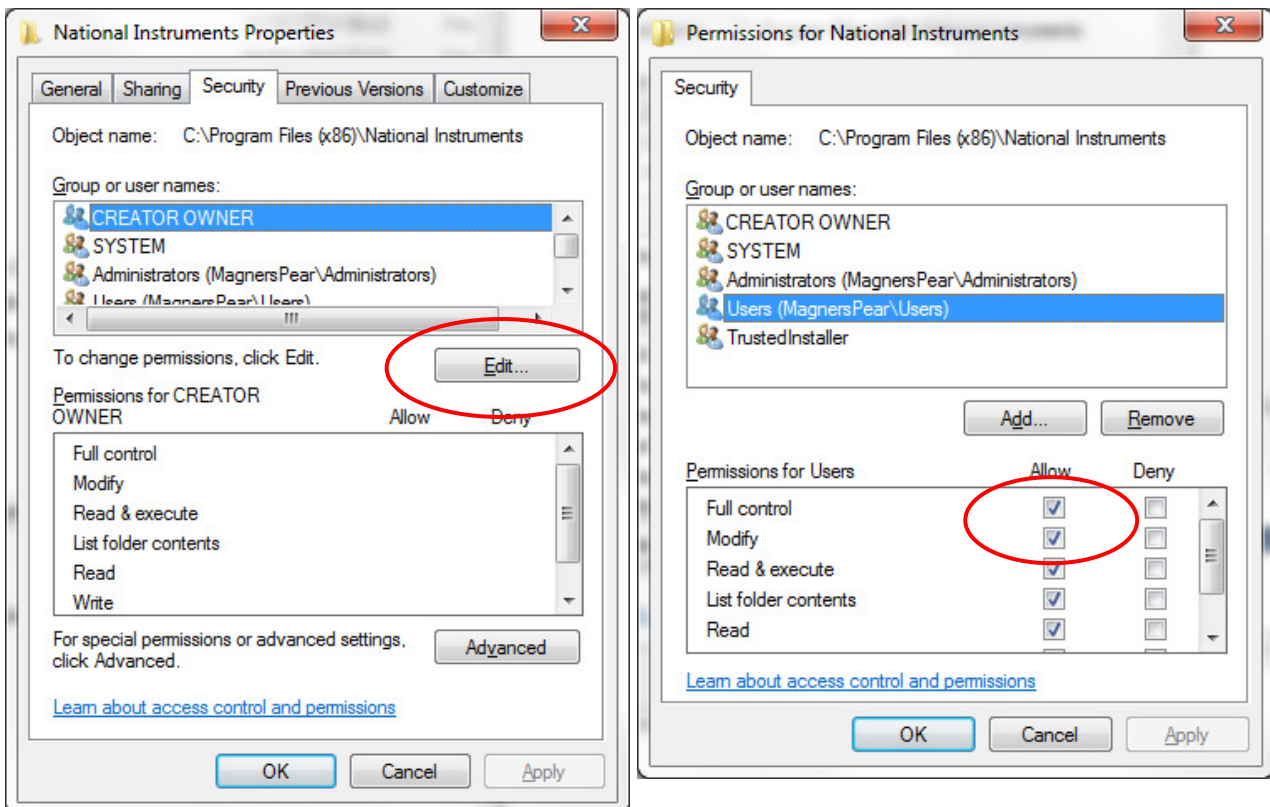 National Instruments Properties
General Sharing Security Previous Versions Customize
Object name: C:\Program Files (x86)\National Instruments
Group or user names:
CREATOR OWNER
SYSTEM
Administrators (MagnersPear\Administrators)
Users (MagnersPear\Users)
To change permissions, click Edit.
Edit...
Permissions for CREATOR
OWNER Allow Deny
Full control
Modify
Read & execute
List folder contents
Read
Write
For special permissions or advanced settings,
click Advanced.
Advanced
Learn about access control and permissions
OK Cancel Apply
Permissions for National Instruments
Security
Object name: C:\Program Files (x86)\National Instruments
Group or user names:
CREATOR OWNER
SYSTEM
Administrators (MagnersPear\Administrators)
Users (MagnersPear\Users)
TrustedInstaller
Add... Remove
Permissions for Users Allow Deny
Full control
Modify
Read & execute
List folder contents
Read
Learn about access control and permissions
OK Cancel Apply